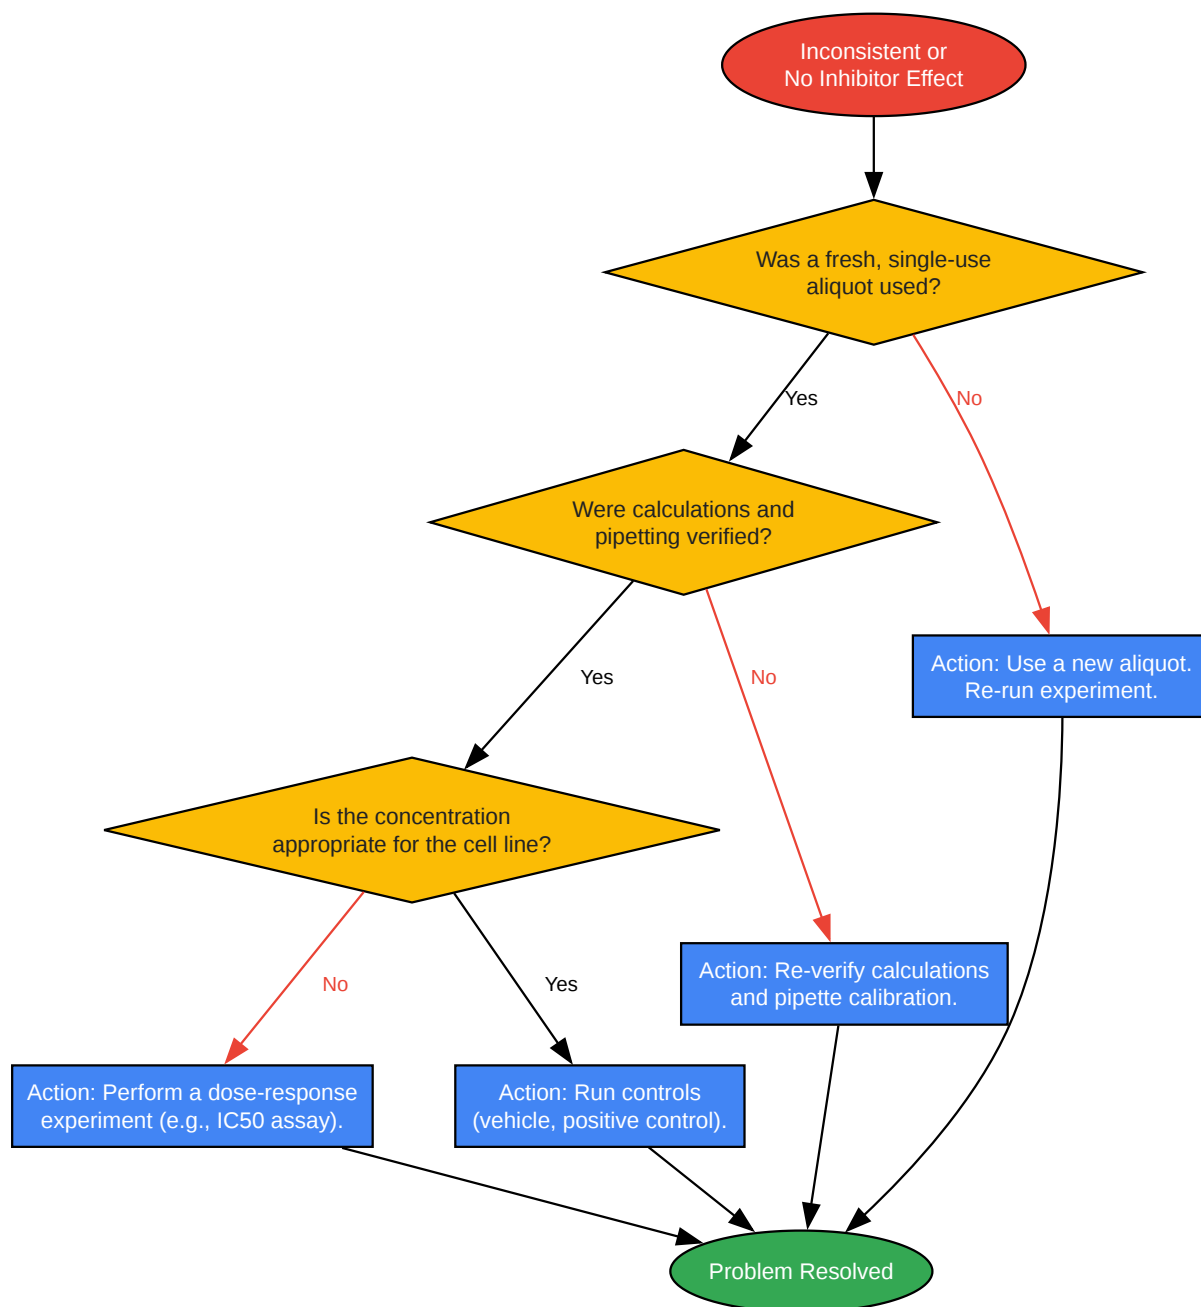 Inconsistent or
No Inhibitor Effect
Was a fresh, single-use
aliquot used?
Yes
No
Were calculations and
pipetting verified?
Action: Use a new aliquot.
Re-run experiment.
Yes
No
Is the concentration
appropriate for the cell line?
Action: Re-verify calculations
and pipette calibration.
No
Yes
Action: Perform a dose-response
experiment (e.g., IC50 assay).
Action: Run controls
(vehicle, positive control).
Problem Resolved